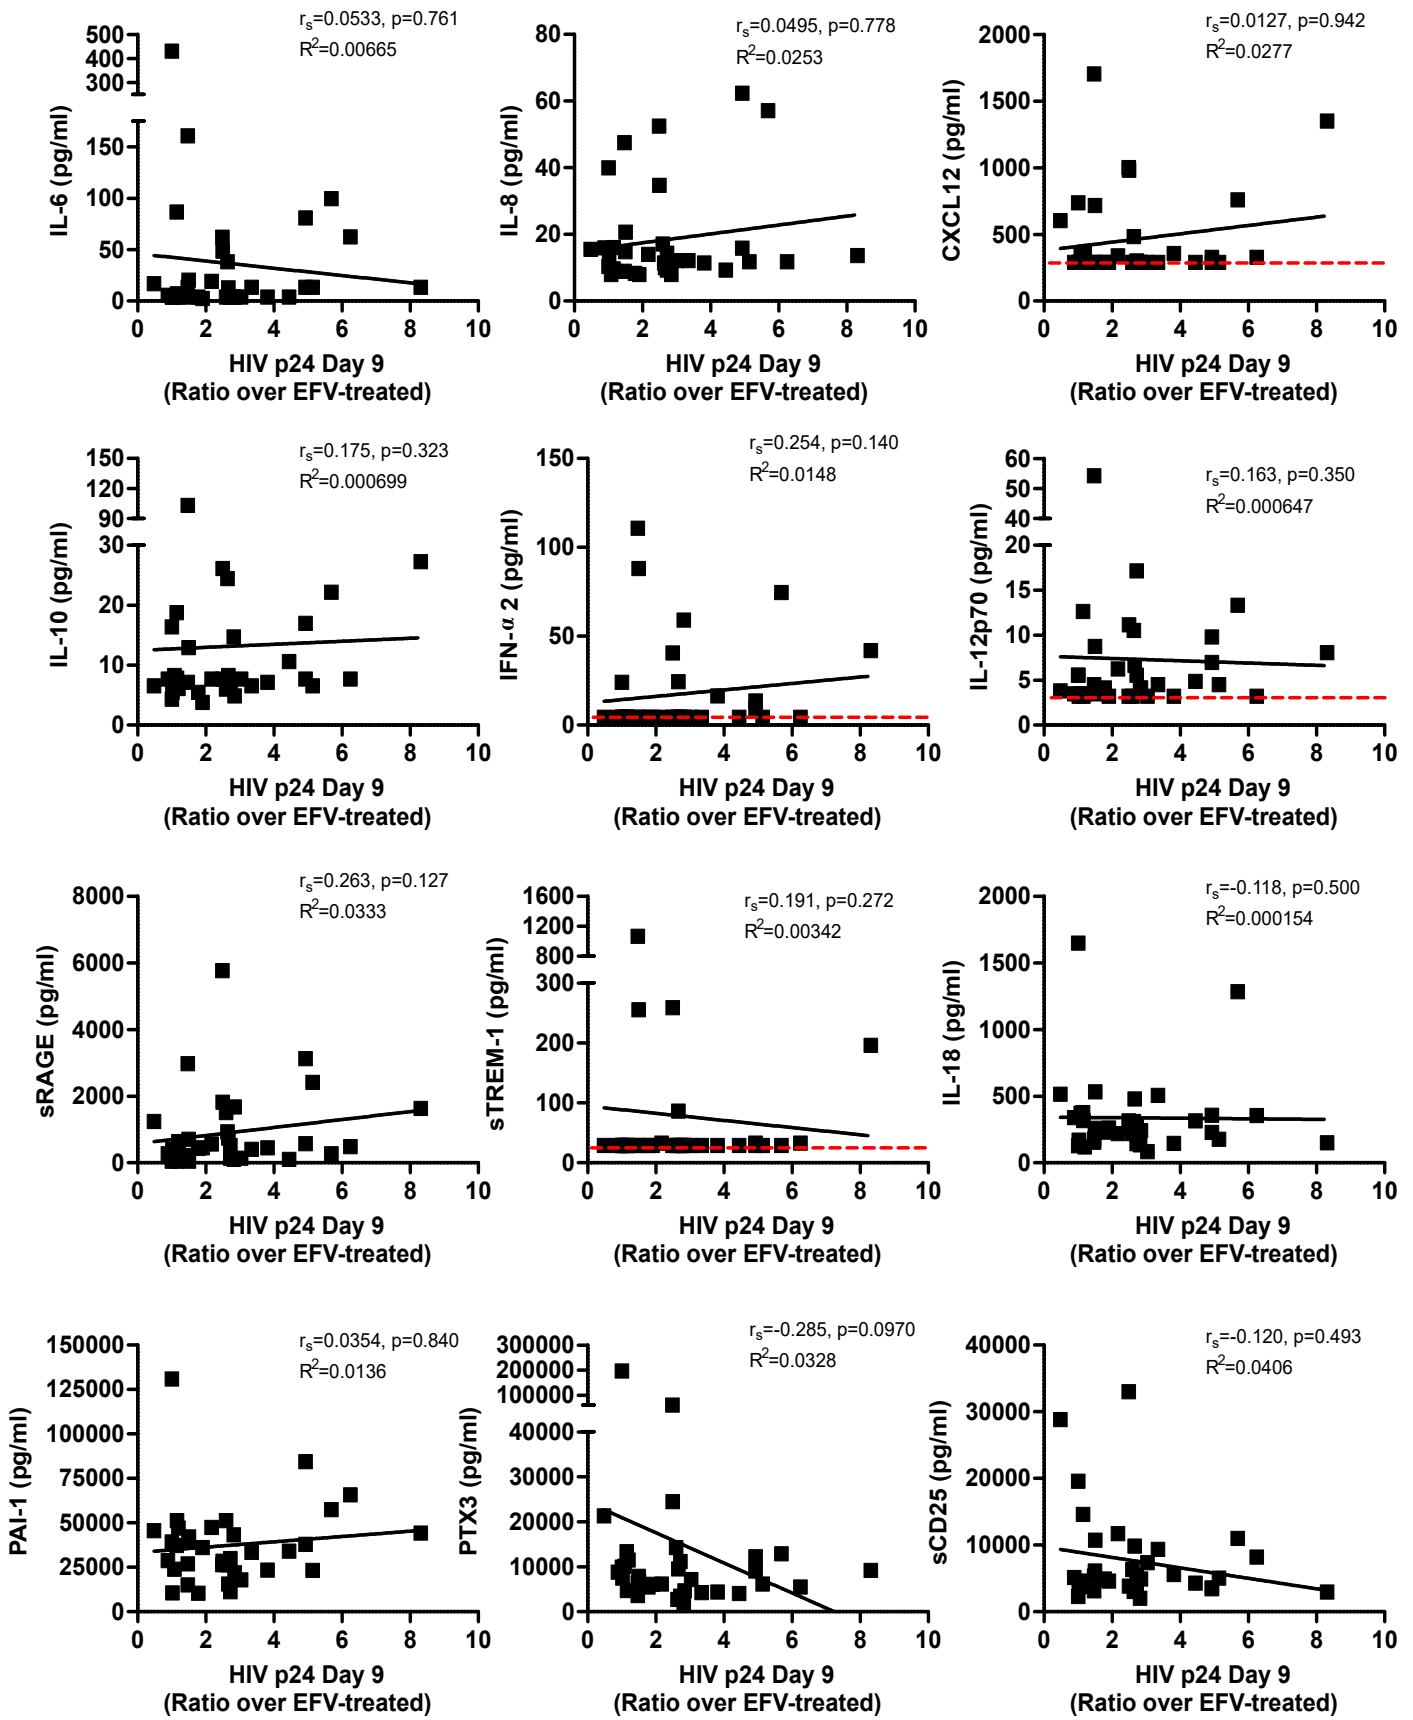 r_s=0.0533, p=0.761
R²=0.00665
IL-6 (pg/ml)
500
400
300
150
100
50
0
0 2 4 6 8 10
HIV p24 Day 9
(Ratio over EFV-treated)
r_s=0.0495, p=0.778
R²=0.0253
IL-8 (pg/ml)
80
60
40
20
0
0 2 4 6 8 10
HIV p24 Day 9
(Ratio over EFV-treated)
r_s=0.0127, p=0.942
R²=0.0277
CXCL12 (pg/ml)
2000
1500
1000
500
0
0 2 4 6 8 10
HIV p24 Day 9
(Ratio over EFV-treated)
r_s=0.175, p=0.323
R²=0.000699
IL-10 (pg/ml)
150
120
90
30
20
10
0
0 2 4 6 8 10
HIV p24 Day 9
(Ratio over EFV-treated)
r_s=0.254, p=0.140
R²=0.0148
IFN-α 2 (pg/ml)
150
100
50
0
0 2 4 6 8 10
HIV p24 Day 9
(Ratio over EFV-treated)
r_s=0.163, p=0.350
R²=0.000647
IL-12p70 (pg/ml)
60
50
40
20
15
10
5
0
0 2 4 6 8 10
HIV p24 Day 9
(Ratio over EFV-treated)
r_s=0.263, p=0.127
R²=0.0333
sRAGE (pg/ml)
8000
6000
4000
2000
0
0 2 4 6 8 10
HIV p24 Day 9
(Ratio over EFV-treated)
r_s=0.191, p=0.272
R²=0.00342
sTREM-1 (pg/ml)
1600
1200
800
300
200
100
0
0 2 4 6 8 10
HIV p24 Day 9
(Ratio over EFV-treated)
r_s=-0.118, p=0.500
R²=0.000154
IL-18 (pg/ml)
2000
1500
1000
500
0
0 2 4 6 8 10
HIV p24 Day 9
(Ratio over EFV-treated)
r_s=0.0354, p=0.840
R²=0.0136
PAI-1 (pg/ml)
150000
125000
100000
75000
50000
25000
0
0 2 4 6 8 10
HIV p24 Day 9
(Ratio over EFV-treated)
r_s=-0.285, p=0.0970
R²=0.0328
PTX3 (pg/ml)
300000
200000
100000
40000
30000
20000
10000
0
0 2 4 6 8 10
HIV p24 Day 9
(Ratio over EFV-treated)
r_s=-0.120, p=0.493
R²=0.0406
sCD25 (pg/ml)
40000
30000
20000
10000
0
0 2 4 6 8 10
HIV p24 Day 9
(Ratio over EFV-treated)